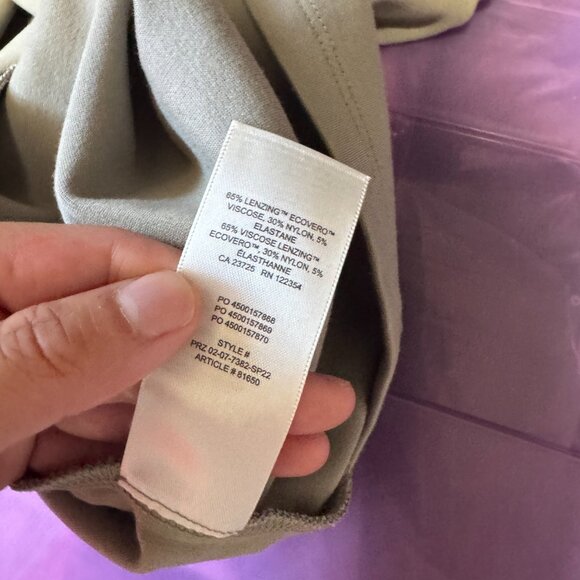 65% LENZING™ ECOVERO™
VISCOSE, 30% NYLON, 5%
ELASTANE
65% VISCOSE LENZING™
ECOVERO™, 30% NYLON, 5%
ÉLASTHANNE
CA 23725 RN 122354
PO 4500157868
PO 4500157869
PO 4500157870
STYLE #
PRZ 02-07-7382-SP22
ARTICLE # 81650